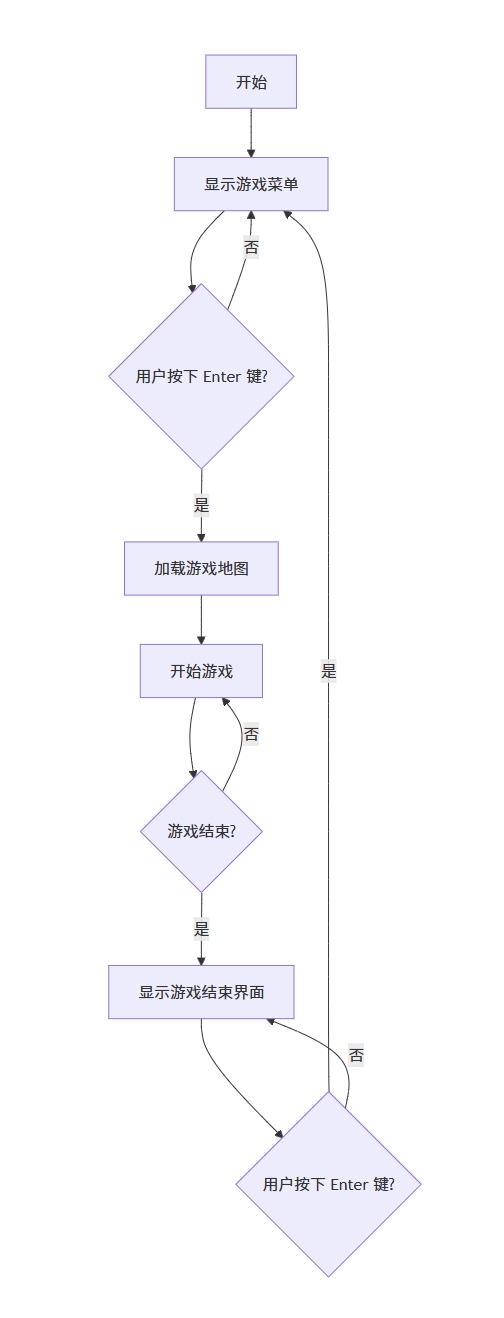 开始
显示游戏菜单
否
用户按下 Enter 键?
是
加载游戏地图
开始游戏
是
否
游戏结束?
是
显示游戏结束界面
否
用户按下 Enter 键?